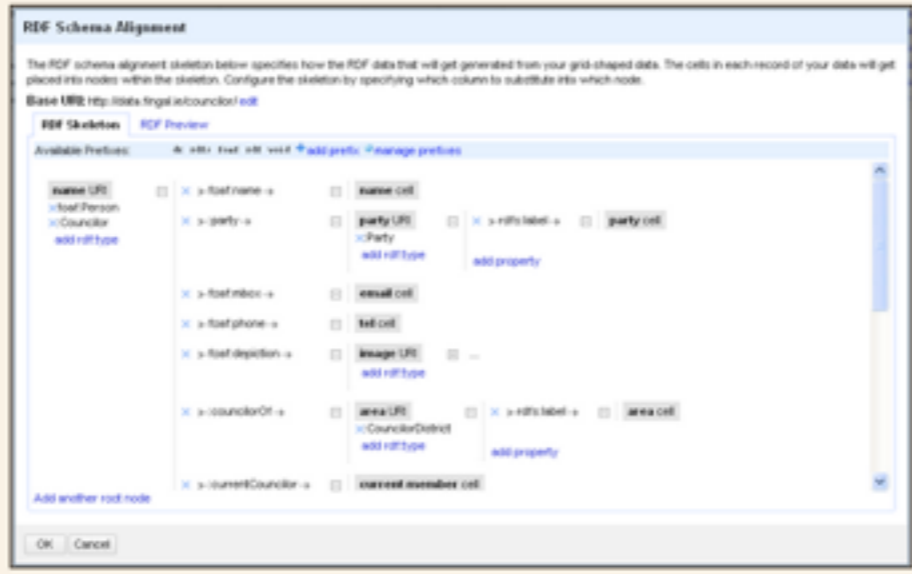 RDF Schema Alignment
The RDF schema alignment skeleton below specifies how the RDF data that will get generated from your grid-shaped data. The cells in each record of your data will get
placed into nodes within the skeleton. Configure the skeleton by specifying which column to substitute into which node.
Base URI: http://data.fingal.ie/councilor/ edit
RDF Skeleton RDF Preview
Available Prefixes: rdfs foaf void add prefix manage prefixes
name URI × >-foaf:name-> name cell
×foaf:Person
×:Councilor
add rdf:type
× >-:party-> party URI × >-rdfs:label-> party cell
×:Party
add rdf:type
add property
× >-foaf:mbox-> email cell
× >-foaf:phone-> tel cell
× >-foaf:depiction-> image URI ...
add rdf:type
× >-:councilorOf-> area URI × >-rdfs:label-> area cell
×:CouncilorDistrict
add rdf:type
add property
× >-:currentCouncilor-> current member cell
Add another root node
OK Cancel